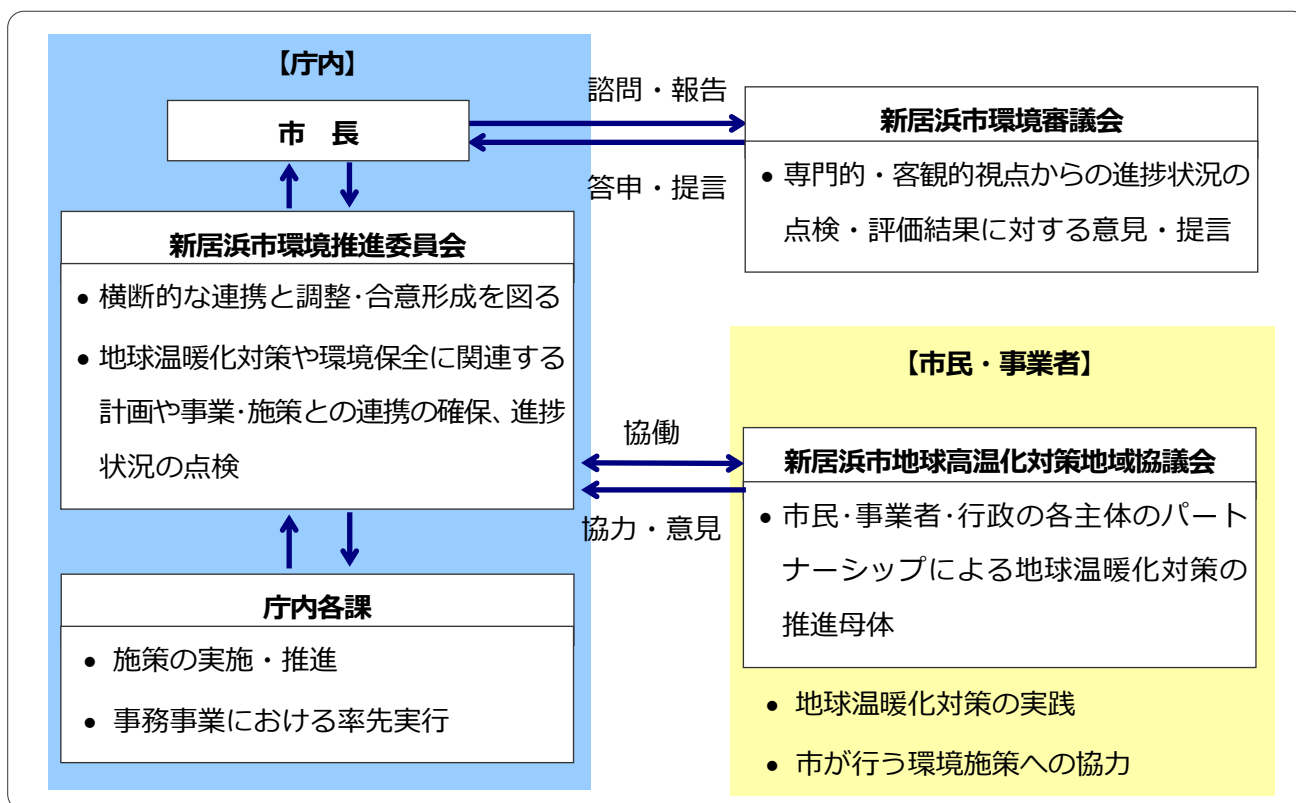 【庁内】
市　長
諮問・報告
答申・提言
新居浜市環境審議会
• 専門的・客観的視点からの進捗状況の
点検・評価結果に対する意見・提言
新居浜市環境推進委員会
• 横断的な連携と調整･合意形成を図る
• 地球温暖化対策や環境保全に関連する
計画や事業･施策との連携の確保、進捗
状況の点検
協働
協力・意見
庁内各課
• 施策の実施・推進
• 事務事業における率先実行
【市民・事業者】
新居浜市地球高温化対策地域協議会
• 市民･事業者･行政の各主体のパート
ナーシップによる地球温暖化対策の
推進母体
• 地球温暖化対策の実践
• 市が行う環境施策への協力